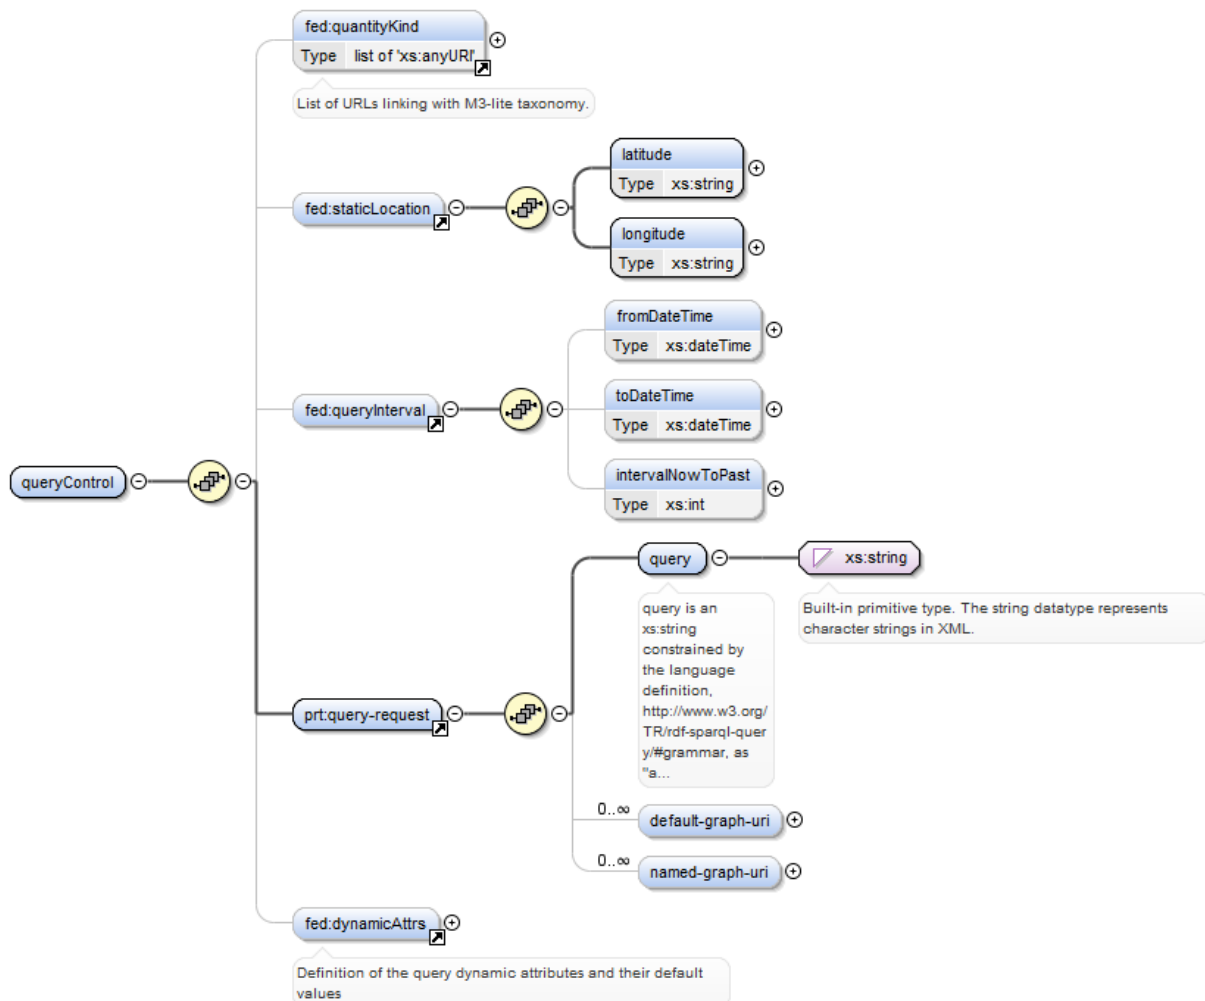 fed:quantityKind
Type list of 'xs:anyURI'
List of URLs linking with M3-lite taxonomy.
latitude
Type xs:string
fed:staticLocation
longitude
Type xs:string
fromDateTime
Type xs:dateTime
toDateTime
Type xs:dateTime
fed:queryInterval
intervalNowToPast
Type xs:int
queryControl
query
xs:string
query is an
xs:string
constrained by
the language
definition,
http://www.w3.org/
TR/rdf-sparql-quer
y/#grammar, as
"a...
Built-in primitive type. The string datatype represents
character strings in XML.
prt:query-request
0..∞
default-graph-uri
0..∞
named-graph-uri
fed:dynamicAttrs
Definition of the query dynamic attributes and their default
values